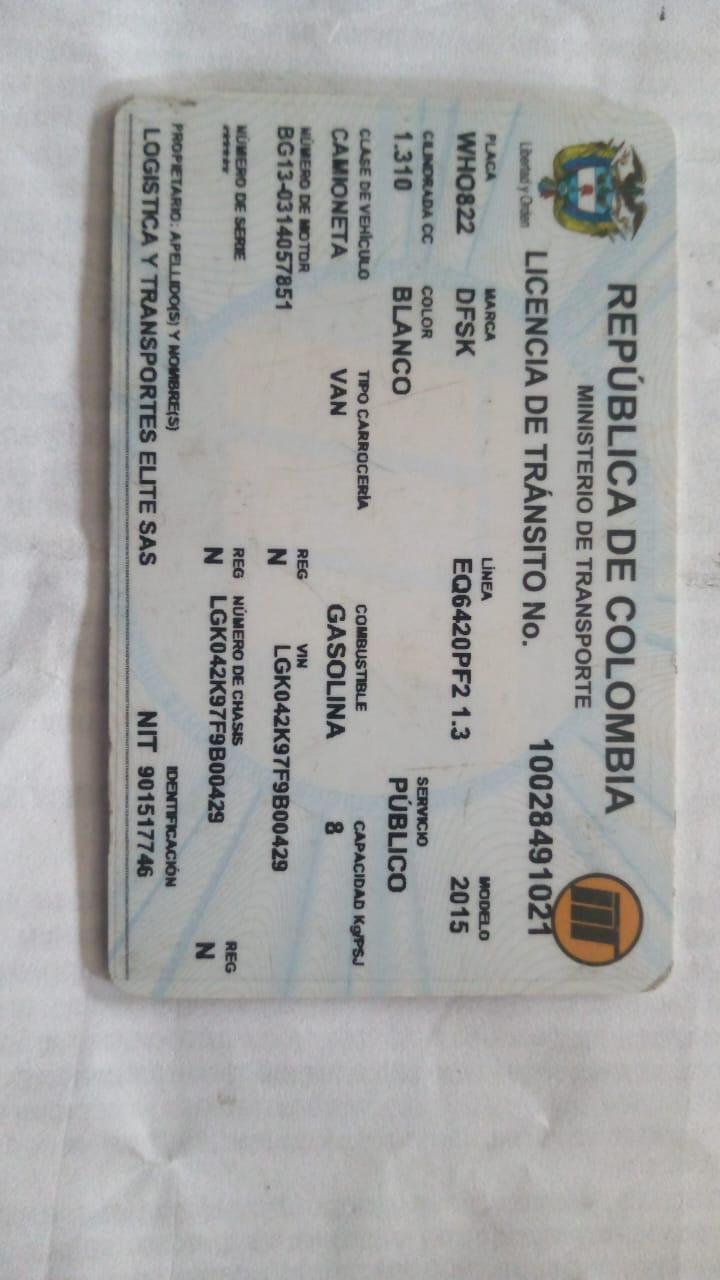 REPÚBLICA DE COLOMBIA
MINISTERIO DE TRANSPORTE
Libertad y Orden
LICENCIA DE TRÁNSITO No. 10028491021
PLACA MARCA LÍNEA MODELO
WHO822 DFSK EQ6420PF2 1.3 2015
CILINDRADA CC COLOR SERVICIO
1.310 BLANCO PÚBLICO
CLASE DE VEHÍCULO TIPO CARROCERÍA COMBUSTIBLE CAPACIDAD Kg/PSJ
CAMIONETA VAN GASOLINA 8
NÚMERO DE MOTOR REG VIN
BG13-0314057851 N LGK042K97F9B00429
NÚMERO DE SERIE REG NÚMERO DE CHASIS REG
******* N LGK042K97F9B00429 N
PROPIETARIO: APELLIDO(S) Y NOMBRE(S) IDENTIFICACIÓN
LOGISTICA Y TRANSPORTES ELITE SAS NIT 901517746